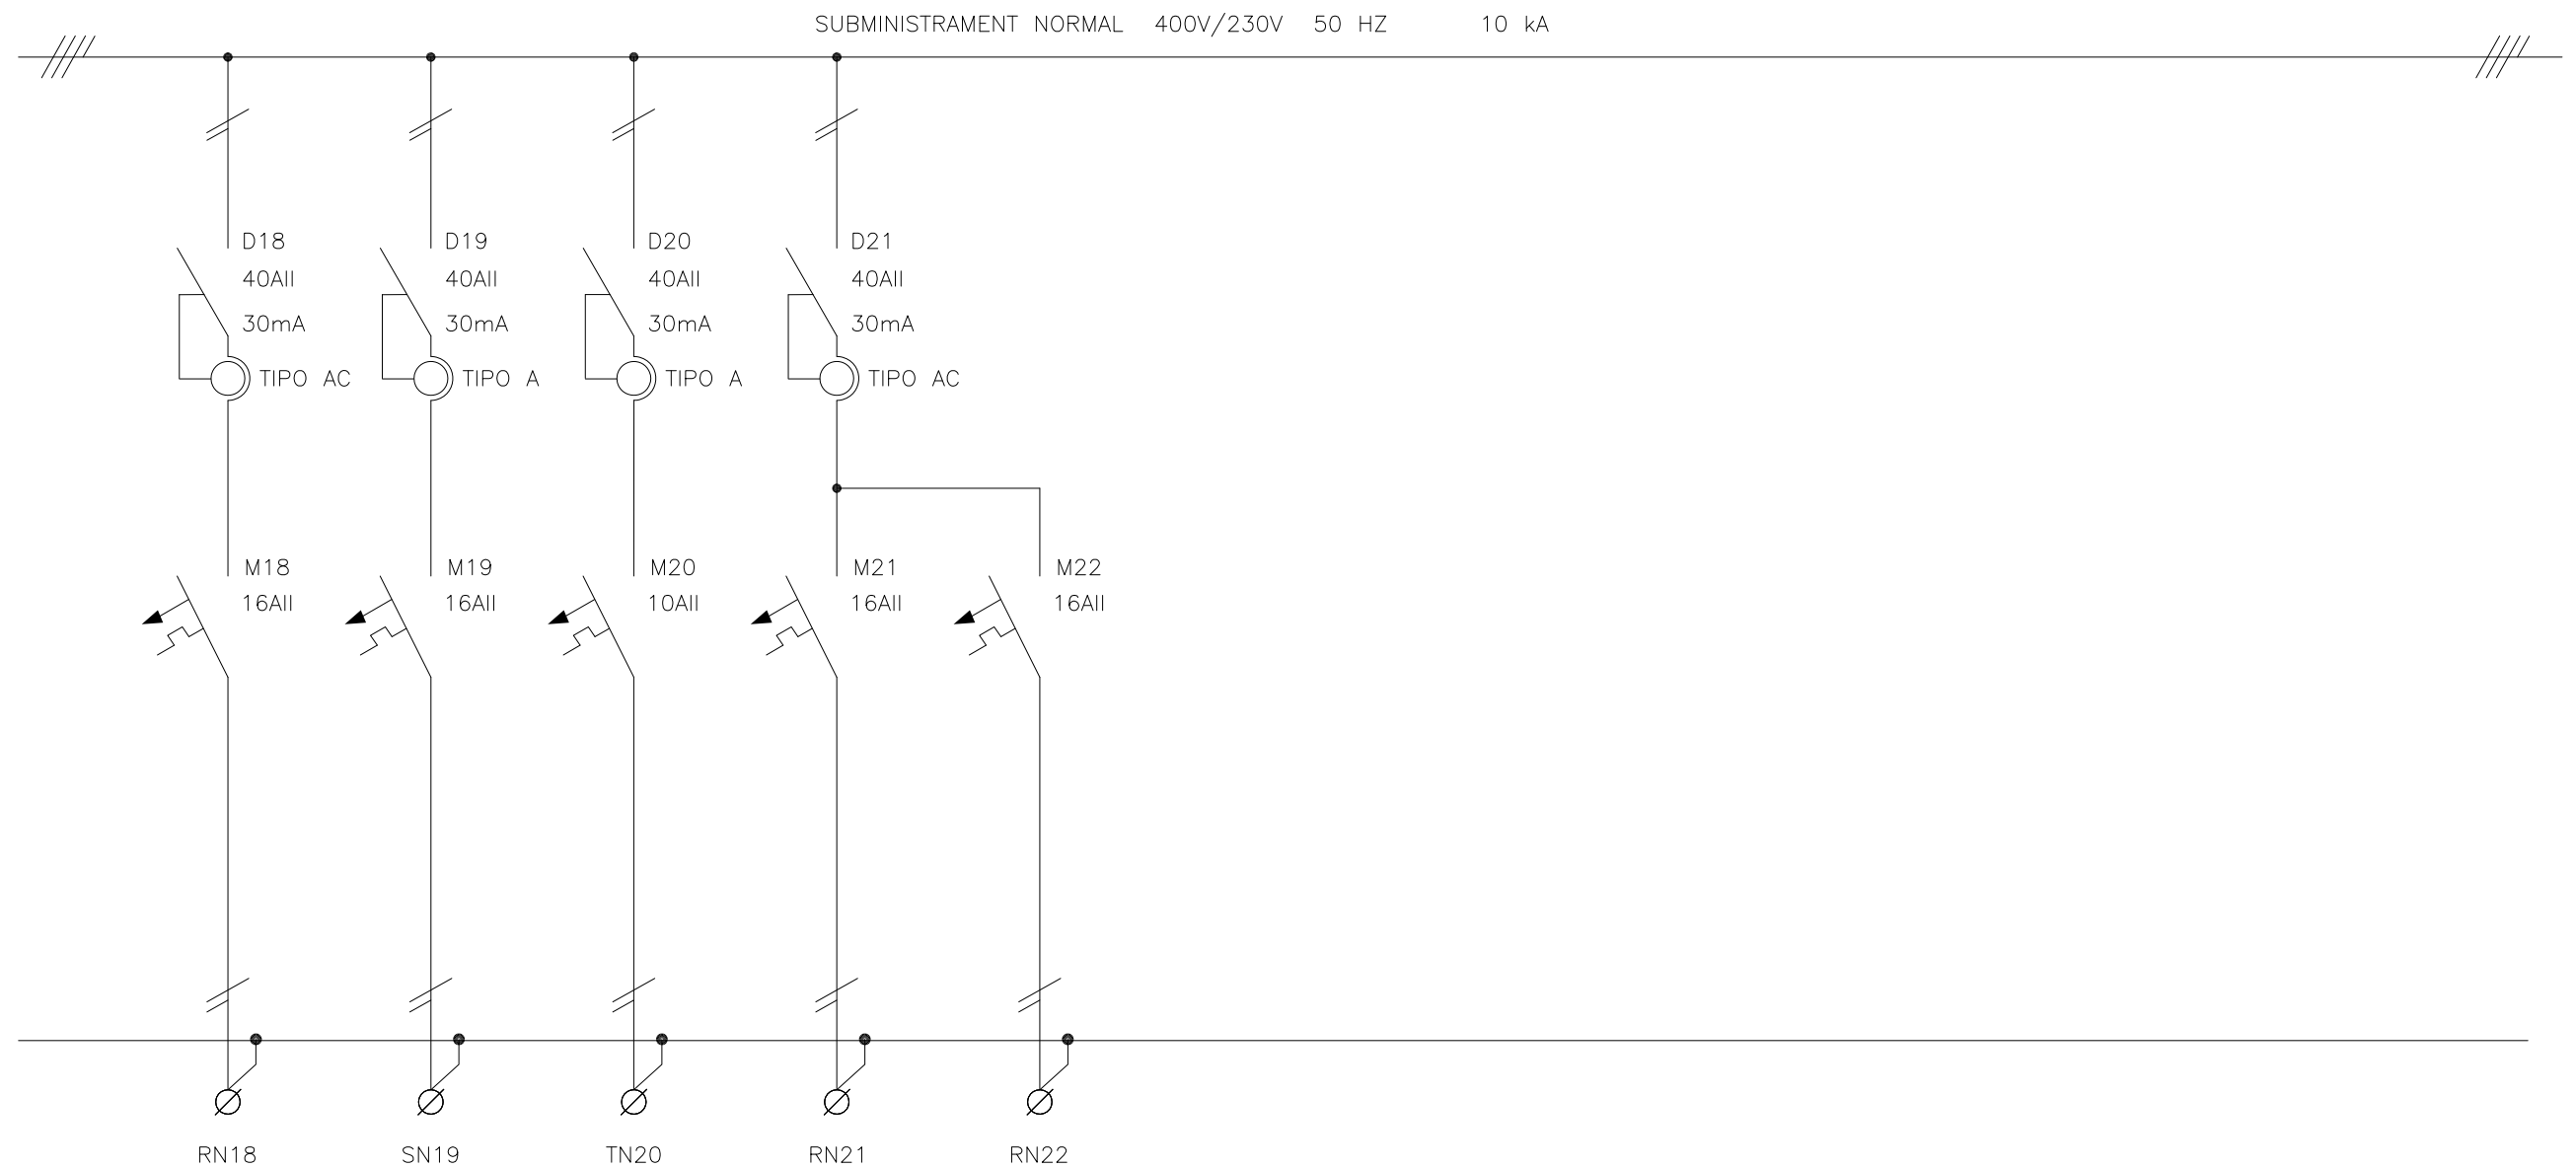 SUBMINISTRAMENT NORMAL 400V/230V 50 HZ 10 kA
D18 D19 D20 D21
40AII 40AII 40AII 40AII
30mA 30mA 30mA 30mA
TIPO AC TIPO A TIPO A TIPO AC
M18 M19 M20 M21 M22
16AII 16AII 10AII 16AII 16AII
RN18 SN19 TN20 RN21 RN22